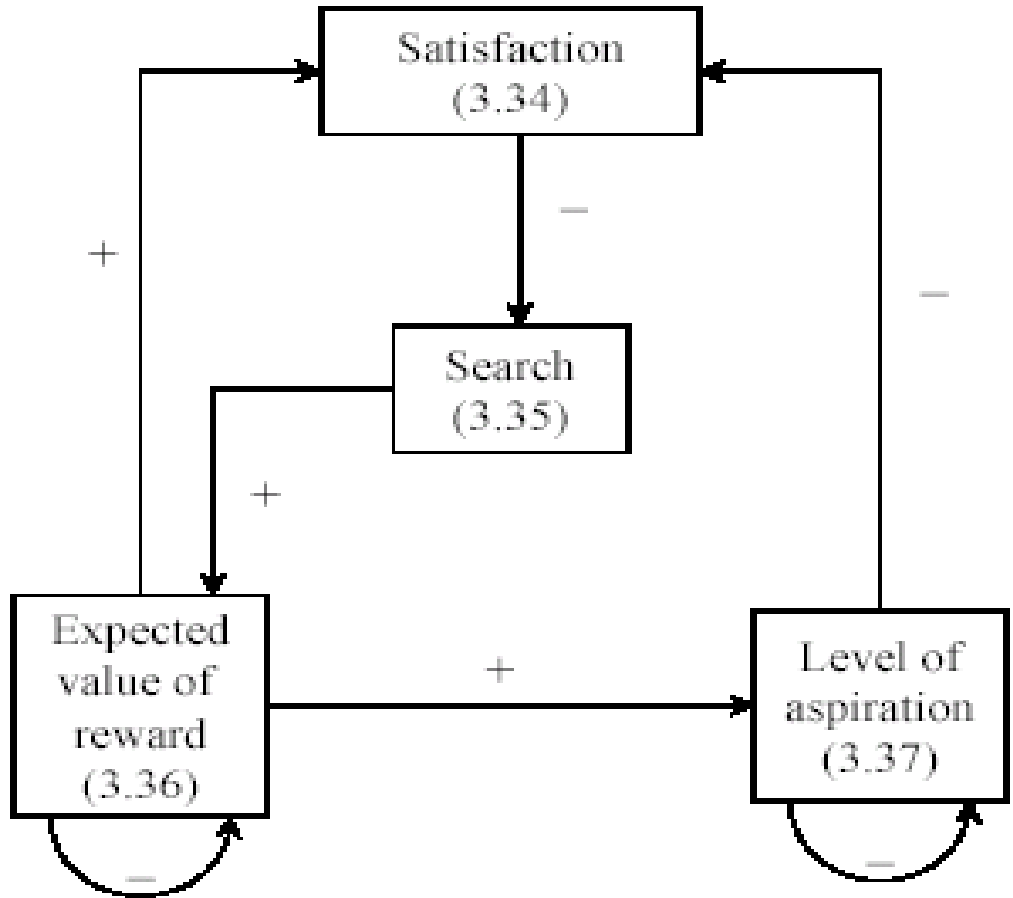 Satisfaction
(3.34)
+
−
−
Search
(3.35)
+
Expected
value of
reward
(3.36)
+
Level of
aspiration
(3.37)
−
−